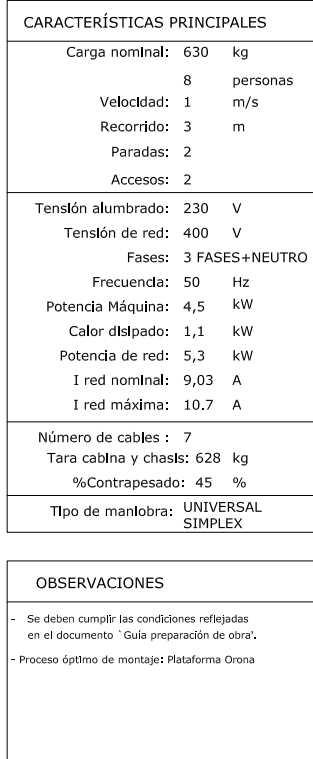 CARACTERÍSTICAS PRINCIPALES
Carga nominal: 630 kg
8 personas
Velocidad: 1 m/s
Recorrido: 3 m
Paradas: 2
Accesos: 2
Tensión alumbrado: 230 V
Tensión de red: 400 V
Fases: 3 FASES+NEUTRO
Frecuencia: 50 Hz
Potencia Máquina: 4,5 kW
Calor disipado: 1,1 kW
Potencia de red: 5,3 kW
I red nominal: 9,03 A
I red máxima: 10.7 A
Número de cables : 7
Tara cabina y chasis: 628 kg
%Contrapesado: 45 %
Tipo de maniobra: UNIVERSAL
SIMPLEX
OBSERVACIONES
- Se deben cumplir las condiciones reflejadas
en el documento `Guía preparación de obra'.
- Proceso óptimo de montaje: Plataforma Orona